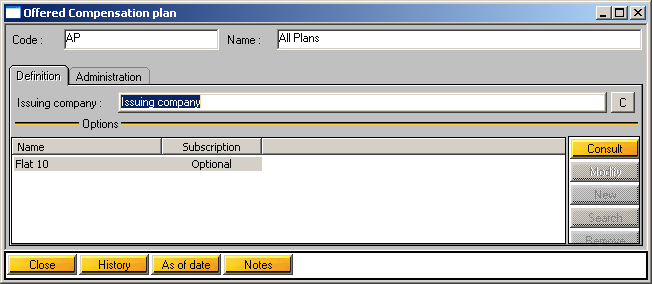 Offered Compensation plan
Code : AP Name : All Plans
Definition Administration
Issuing company : Issuing company C
Options
Name Subscription
Flat 10 Optional
Consult
Modify
New
Search
Remove
Close History As of date Notes